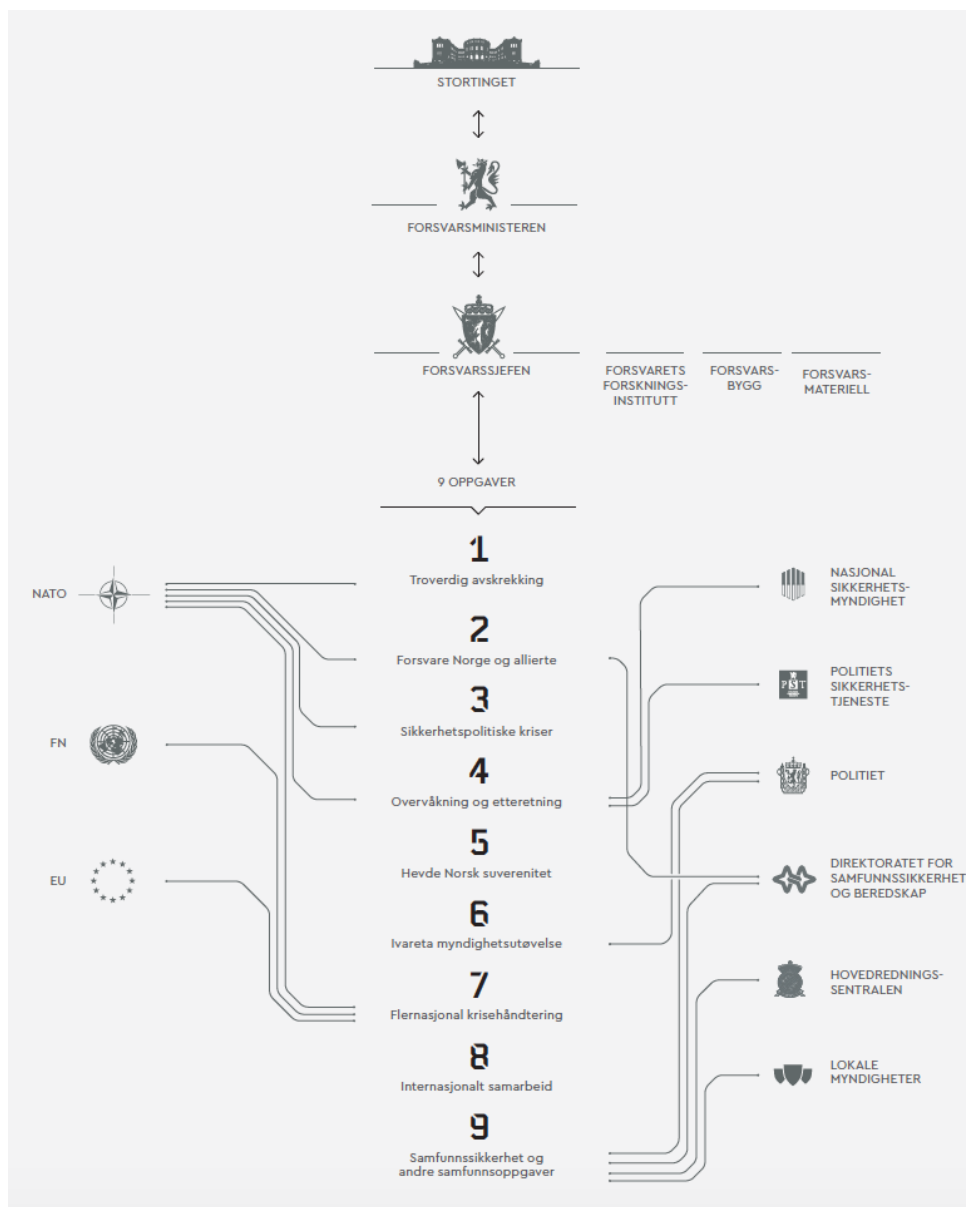 STORTINGET
FORSVARSMINISTEREN
FORSVARSSJEFEN
FORSVARETS
FORSKNINGS-
INSTITUTT
FORSVARS-
BYGG
FORSVARS-
MATERIELL
9 OPPGAVER
1
Troverdig avskrekking
2
Forsvare Norge og allierte
3
Sikkerhetspolitiske kriser
4
Overvåkning og etteretning
5
Hevde Norsk suverenitet
6
Ivareta myndighetsutøvelse
7
Flernasjonal krisehåndtering
8
Internasjonalt samarbeid
9
Samfunnssikkerhet og
andre samfunnsoppgaver
NATO
FN
EU
NASJONAL
SIKKERHETS-
MYNDIGHET
PST
POLITIETS
SIKKERHETS-
TJENESTE
POLITIET
DIREKTORATET FOR
SAMFUNNSSIKKERHET
OG BEREDSKAP
HOVEDREDNINGS-
SENTRALEN
LOKALE
MYNDIGHETER